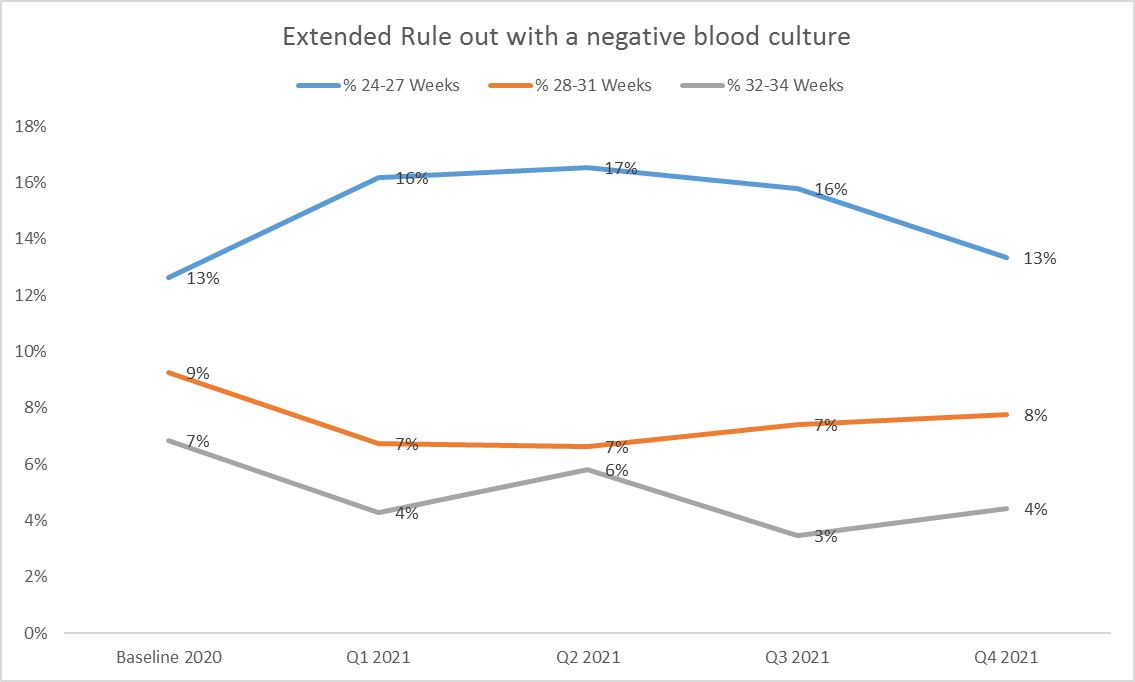 Extended Rule out with a negative blood culture
% 24-27 Weeks % 28-31 Weeks % 32-34 Weeks
18%
16%
14%
12%
10%
8%
6%
4%
2%
0%
13% 16% 17% 16% 13%
9% 7% 7% 7% 8%
7% 4% 6% 3% 4%
Baseline 2020 Q1 2021 Q2 2021 Q3 2021 Q4 2021